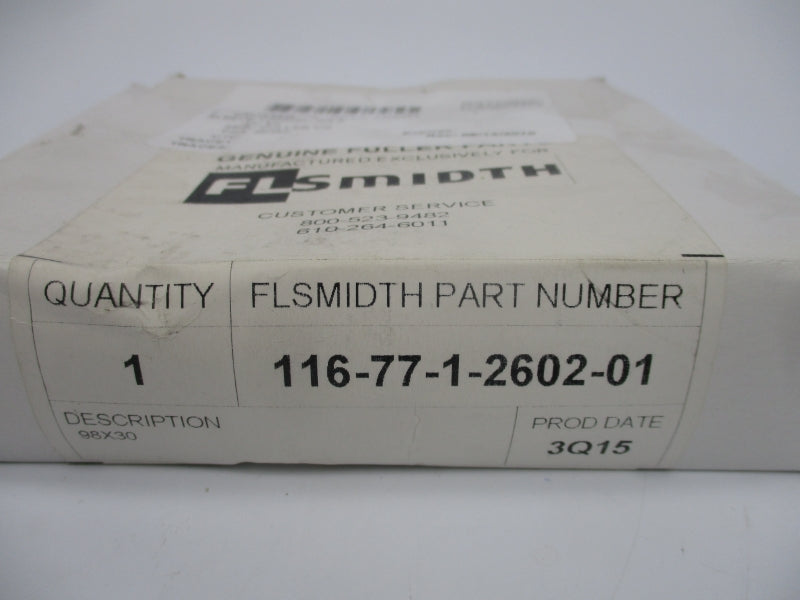 GENUINE FULLER
MANUFACTURED EXCLUSIVELY FOR
FLSMIDTH
CUSTOMER SERVICE
800-523-9482
610-264-6011
QUANTITY FLSMIDTH PART NUMBER
1 116-77-1-2602-01
DESCRIPTION PROD DATE
98X30 3Q15